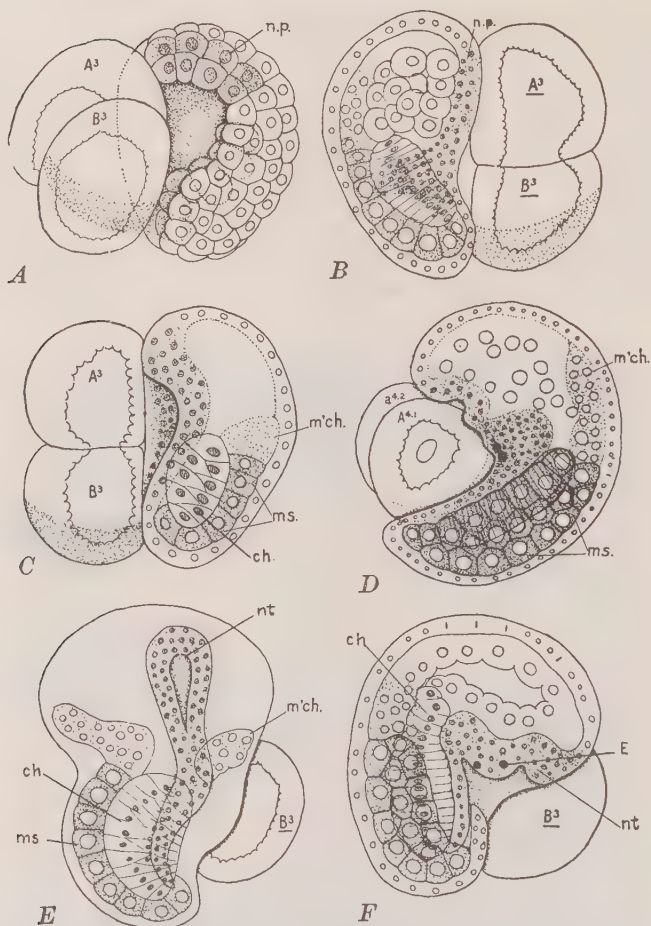 n.p.
A³
B³
A
n.p.
A³
B³
B
A³
B³
m'ch.
ms.
ch.
C
m'ch.
a⁴·²
A⁴·¹
ms.
D
nt
m'ch.
ch
ms
B³
E
ch
E
nt
B³
F